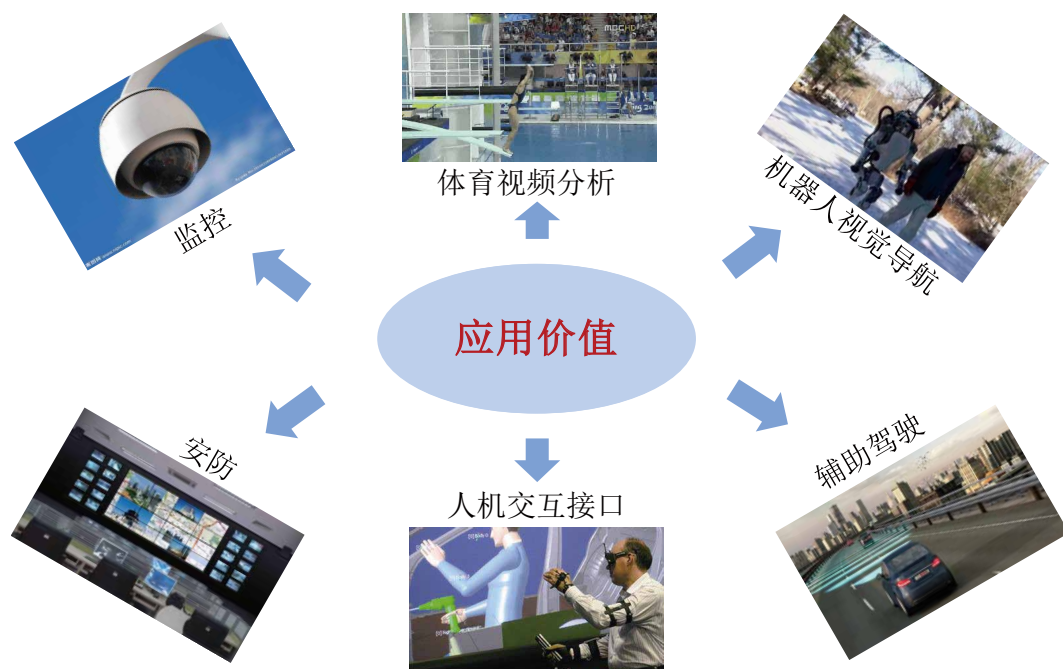 体育视频分析
监控
机器人视觉导航
应用价值
安防
辅助驾驶
人机交互接口